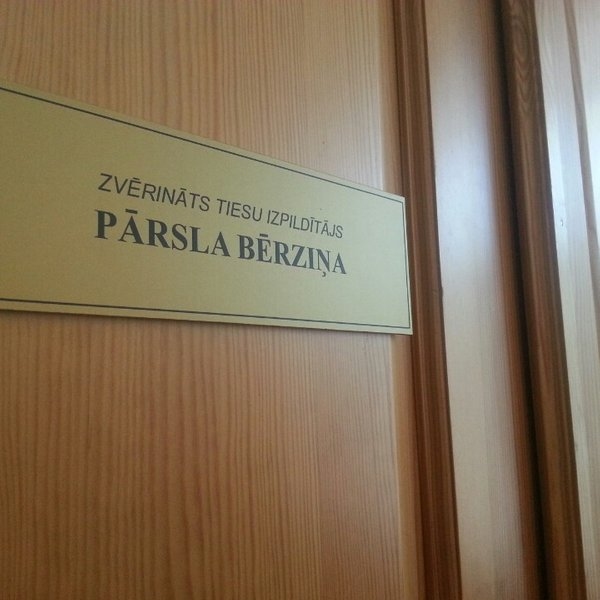 ZVĒRINĀTS TIESU IZPILDĪTĀJS
PĀRSLA BĒRZIŅA